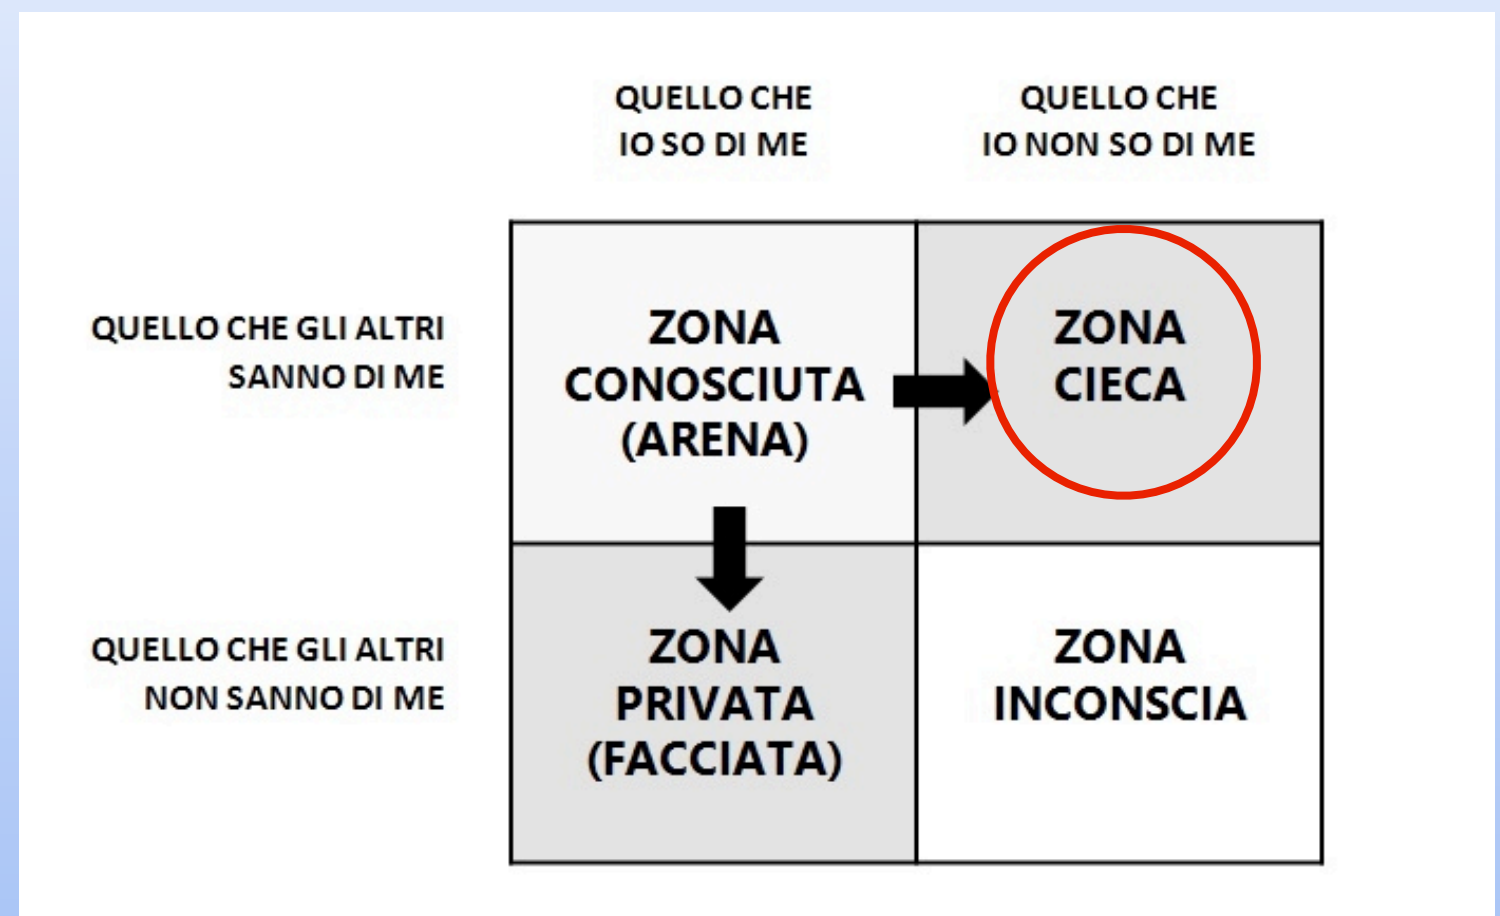 QUELLO CHE
IO SO DI ME
QUELLO CHE
IO NON SO DI ME
QUELLO CHE GLI ALTRI
SANNO DI ME
ZONA
CONOSCIUTA
(ARENA)
ZONA
CIECA
QUELLO CHE GLI ALTRI
NON SANNO DI ME
ZONA
PRIVATA
(FACCIATA)
ZONA
INCONSCIA